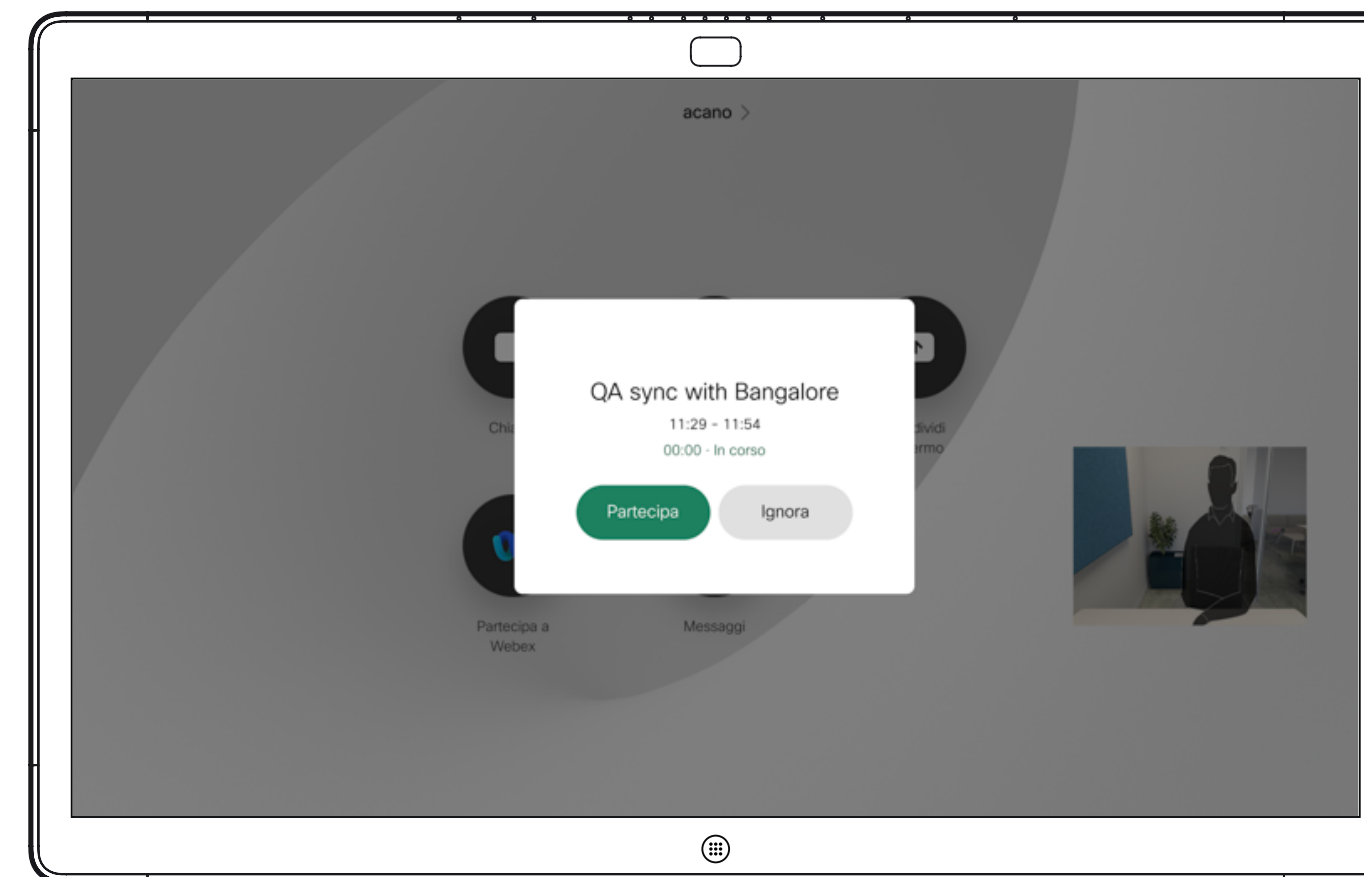 acano
QA sync with Bangalore
11:29 - 11:54
00:00 · In corso
Partecipa
Ignora
Partecipa a
Webex
Messaggi